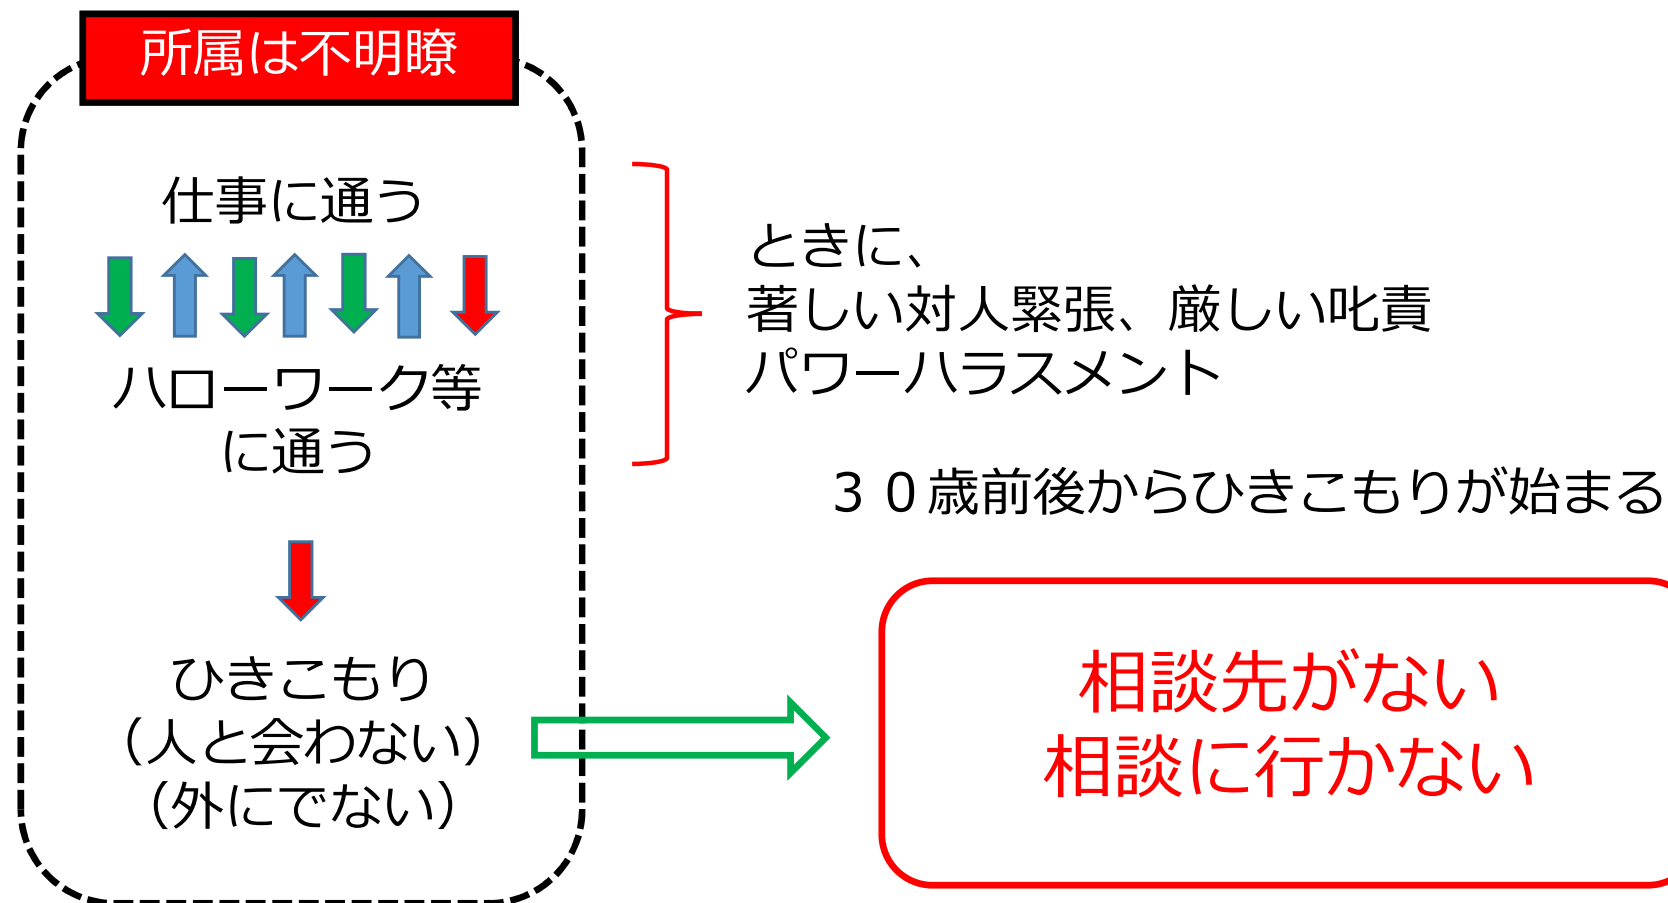 所属は不明瞭
仕事に通う
ハローワーク等
に通う
ひきこもり
（人と会わない）
（外にでない）
ときに、
著しい対人緊張、厳しい叱責
パワーハラスメント
３０歳前後からひきこもりが始まる
相談先がない
相談に行かない